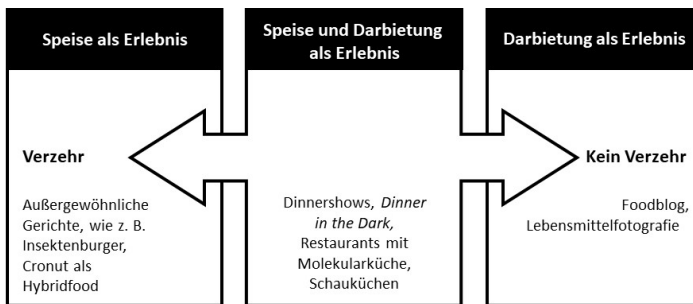 Speise als Erlebnis
Speise und Darbietung
als Erlebnis
Darbietung als Erlebnis
Verzehr
Außergewöhnliche
Gerichte, wie z. B.
Insektenburger,
Cronut als
Hybridfood
Dinnershows, Dinner
in the Dark,
Restaurants mit
Molekularküche,
Schauküchen
Kein Verzehr
Foodblog,
Lebensmittelfotografie